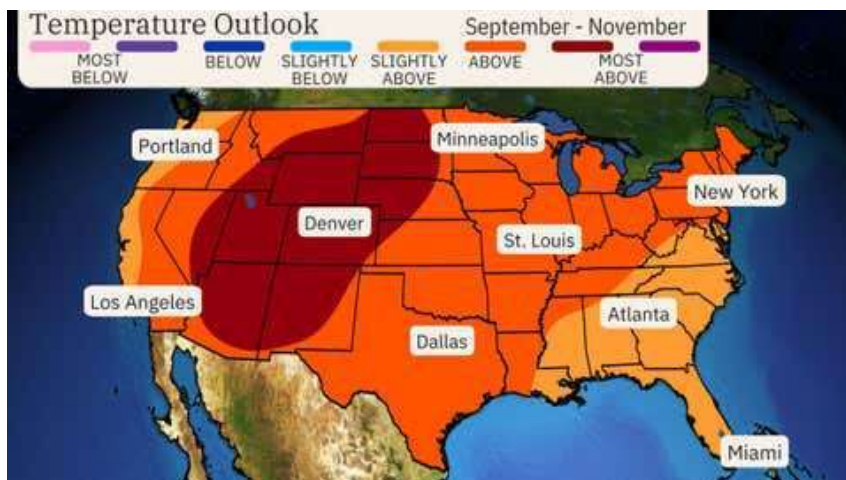 Temperature Outlook
September - November
MOST
BELOW
BELOW
SLIGHTLY
BELOW
SLIGHTLY
ABOVE
ABOVE
MOST
ABOVE
Portland
Minneapolis
New York
Denver
St. Louis
Los Angeles
Atlanta
Dallas
Miami